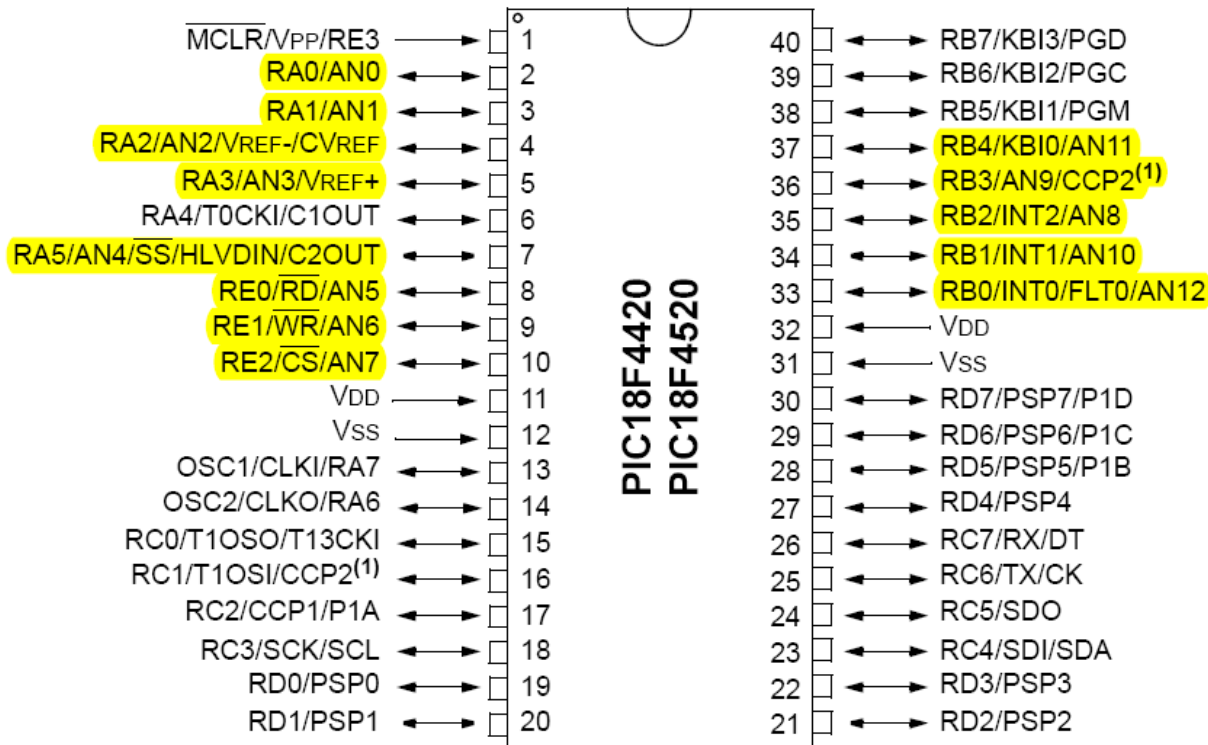 MCLR/VPP/RE3 1
RA0/AN0 2
RA1/AN1 3
RA2/AN2/VREF-/CVREF 4
RA3/AN3/VREF+ 5
RA4/T0CKI/C1OUT 6
RA5/AN4/SS/HLVDIN/C2OUT 7
RE0/RD/AN5 8
RE1/WR/AN6 9
RE2/CS/AN7 10
VDD 11
VSS 12
OSC1/CLKI/RA7 13
OSC2/CLKO/RA6 14
RC0/T1OSO/T13CKI 15
RC1/T1OSI/CCP2(1) 16
RC2/CCP1/P1A 17
RC3/SCK/SCL 18
RD0/PSP0 19
RD1/PSP1 20
PIC18F4420
PIC18F4520
40 RB7/KBI3/PGD
39 RB6/KBI2/PGC
38 RB5/KBI1/PGM
37 RB4/KBI0/AN11
36 RB3/AN9/CCP2(1)
35 RB2/INT2/AN8
34 RB1/INT1/AN10
33 RB0/INT0/FLT0/AN12
32 VDD
31 VSS
30 RD7/PSP7/P1D
29 RD6/PSP6/P1C
28 RD5/PSP5/P1B
27 RD4/PSP4
26 RC7/RX/DT
25 RC6/TX/CK
24 RC5/SDO
23 RC4/SDI/SDA
22 RD3/PSP3
21 RD2/PSP2